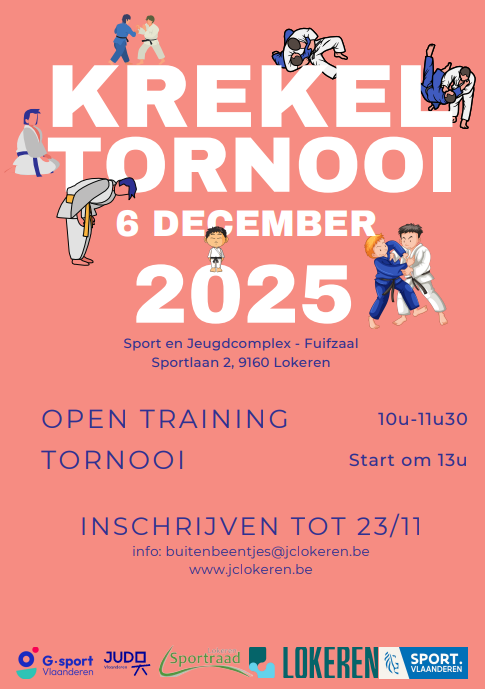 KREKEL
TORNOOI
6 DECEMBER
2025
Sport en Jeugdcomplex - Fuifzaal
Sportlaan 2, 9160 Lokeren
OPEN TRAINING 10u-11u30
TORNOOI Start om 13u
INSCHRIJVEN TOT 23/11
info: buitenbeentjes@jclokeren.be
www.jclokeren.be
G·sport
Vlaanderen
JUDO
Vlaanderen
Sportraad
LOKEREN
SPORT.
VLAANDEREN